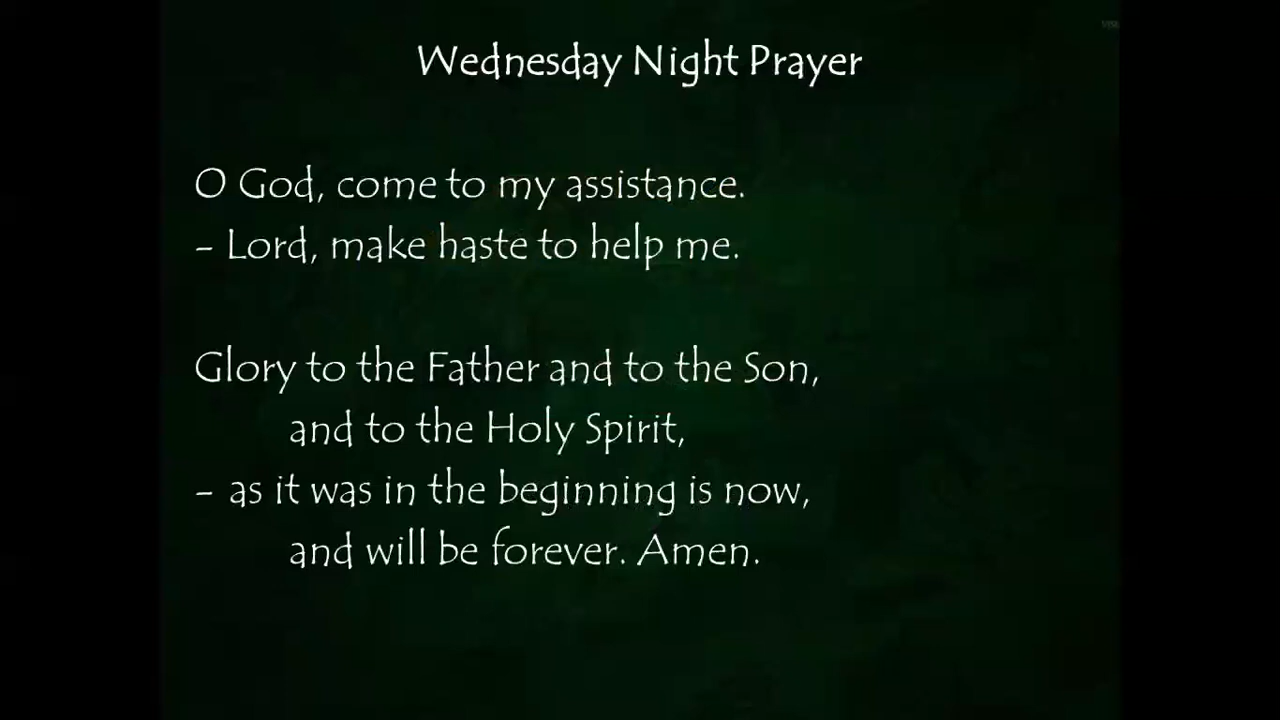 Wednesday Night Prayer
O God, come to my assistance.
- Lord, make haste to help me.
Glory to the Father and to the Son,
and to the Holy Spirit,
- as it was in the beginning is now,
and will be forever. Amen.